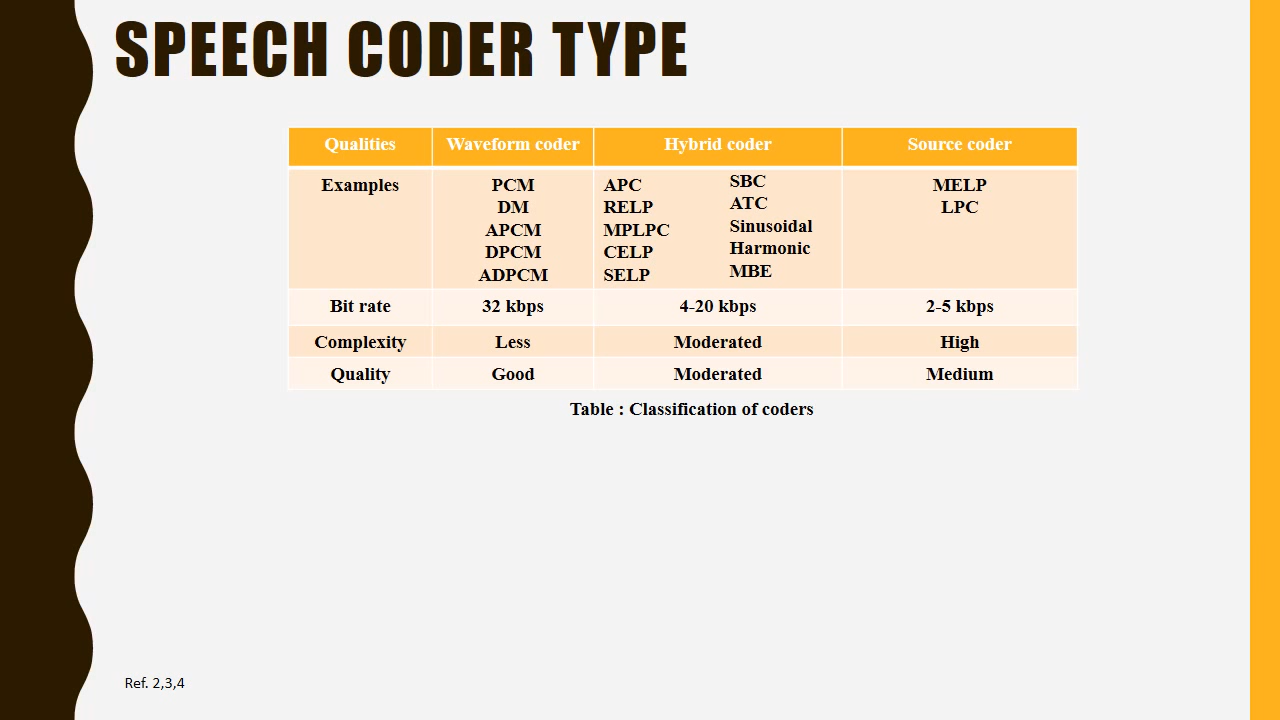 SPEECH CODER TYPE
Qualities Waveform coder Hybrid coder Source coder
Examples PCM APC SBC MELP
DM RELP ATC LPC
APCM MPLPC Sinusoidal
DPCM CELP Harmonic
ADPCM SELP MBE
Bit rate 32 kbps 4-20 kbps 2-5 kbps
Complexity Less Moderated High
Quality Good Moderated Medium
Table : Classification of coders
Ref. 2,3,4